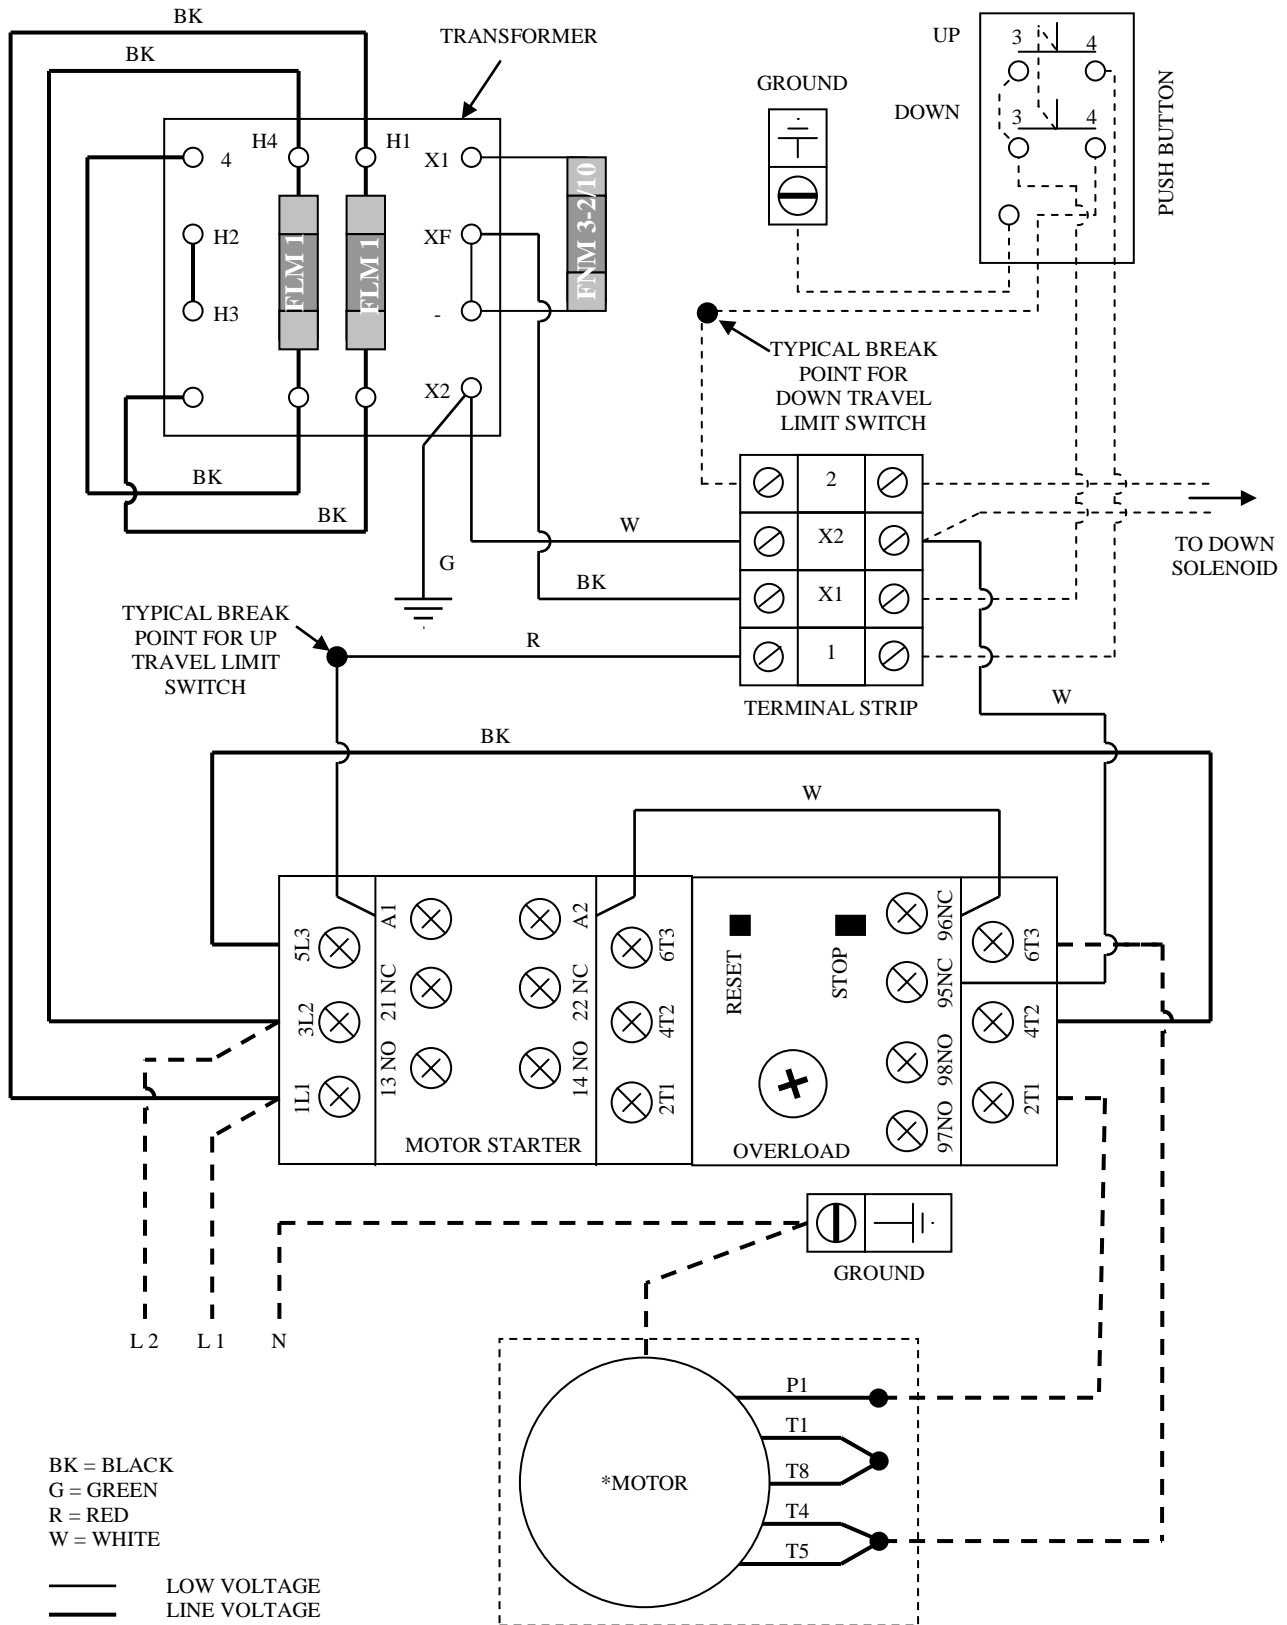 BK
BK
TRANSFORMER
H4
H1
4
X1
H2
XF
H3
-
X2
FLM 1
FLM 1
FNM 3-2/10
BK
BK
G
W
BK
R
GROUND
UP
DOWN
3
4
3
4
PUSH BUTTON
TYPICAL BREAK
POINT FOR
DOWN TRAVEL
LIMIT SWITCH
2
X2
X1
1
TERMINAL STRIP
TO DOWN
SOLENOID
TYPICAL BREAK
POINT FOR UP
TRAVEL LIMIT
SWITCH
W
BK
W
5L3
3L2
1L1
A1
21 NC
13 NO
A2
22 NC
14 NO
6T3
4T2
2T1
MOTOR STARTER
RESET
STOP
96NC
95NC
98NO
97NO
OVERLOAD
6T3
4T2
2T1
GROUND
L 2
L 1
N
P1
T1
T8
T4
T5
*MOTOR
BK = BLACK
G = GREEN
R = RED
W = WHITE
LOW VOLTAGE
LINE VOLTAGE